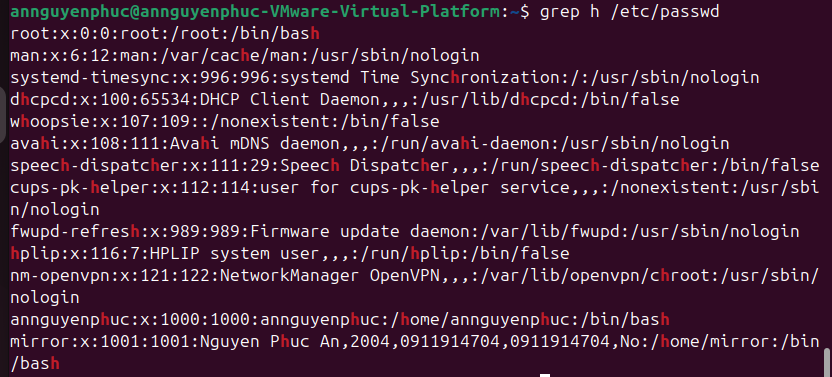 annguyenphuc@annguyenphuc-VMware-Virtual-Platform:~$ grep h /etc/passwd
root:x:0:0:root:/root:/bin/bash
man:x:6:12:man:/var/cache/man:/usr/sbin/nologin
systemd-timesync:x:996:996:systemd Time Synchronization:/:/usr/sbin/nologin
dhcpcd:x:100:65534:DHCP Client Daemon,,,:/usr/lib/dhcpcd:/bin/false
whoopsie:x:107:109::/nonexistent:/bin/false
avahi:x:108:111:Avahi mDNS daemon,,,:/run/avahi-daemon:/usr/sbin/nologin
speech-dispatcher:x:111:29:Speech Dispatcher,,,:/run/speech-dispatcher:/bin/false
cups-pk-helper:x:112:114:user for cups-pk-helper service,,,:/nonexistent:/usr/sbi
n/nologin
fwupd-refresh:x:989:989:Firmware update daemon:/var/lib/fwupd:/usr/sbin/nologin
hplip:x:116:7:HPLIP system user,,,:/run/hplip:/bin/false
nm-openvpn:x:121:122:NetworkManager OpenVPN,,,:/var/lib/openvpn/chroot:/usr/sbin/
nologin
annguyenphuc:x:1000:1000:annguyenphuc:/home/annguyenphuc:/bin/bash
mirror:x:1001:1001:Nguyen Phuc An,2004,0911914704,0911914704,No:/home/mirror:/bin
/bash